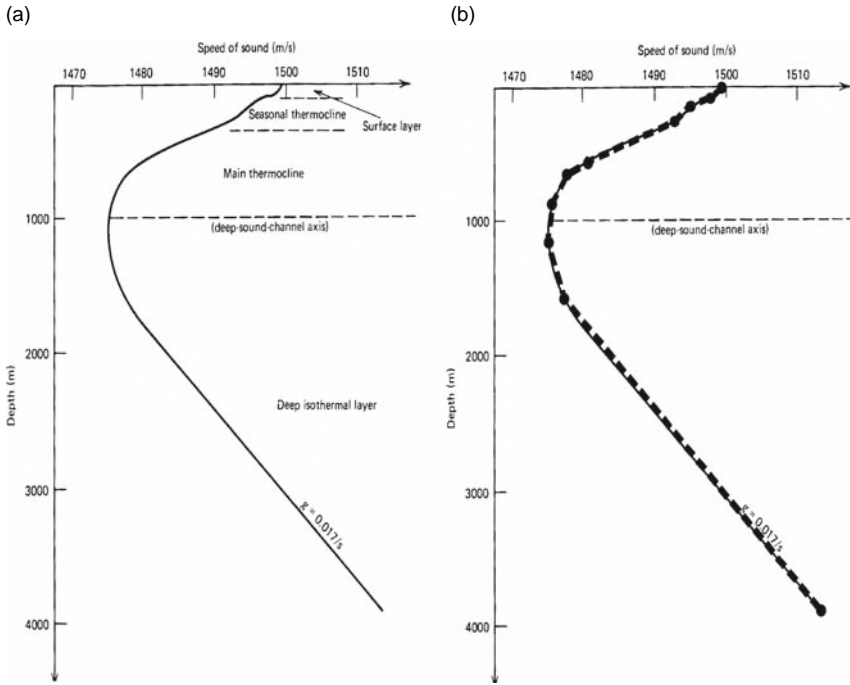 (a)
Speed of sound (m/s)
1470 1480 1490 1500 1510
Seasonal thermocline
Surface layer
Main thermocline
1000
(deep-sound-channel axis)
2000
Deep isothermal layer
Depth (m)
3000
g = 0.017/s
4000
(b)
Speed of sound (m/s)
1470 1480 1490 1500 1510
1000
(deep-sound-channel axis)
2000
Depth (m)
3000
g = 0.017/s
4000